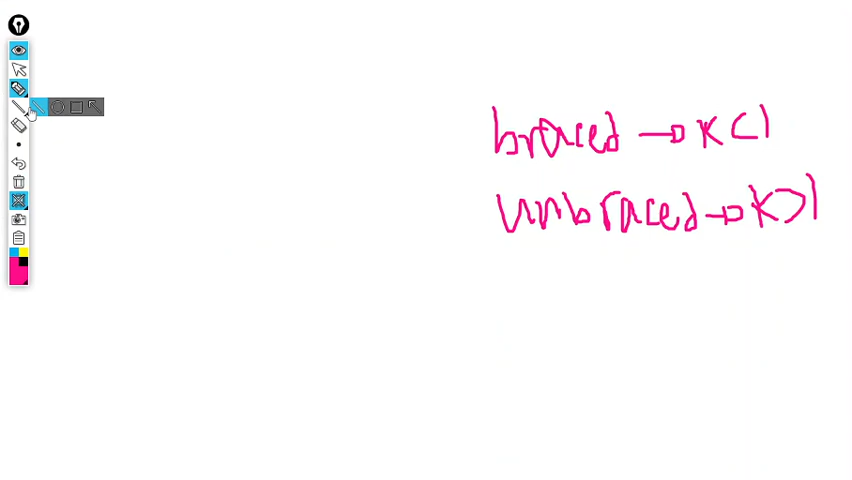 braced → K < 1
unbraced → K > 1